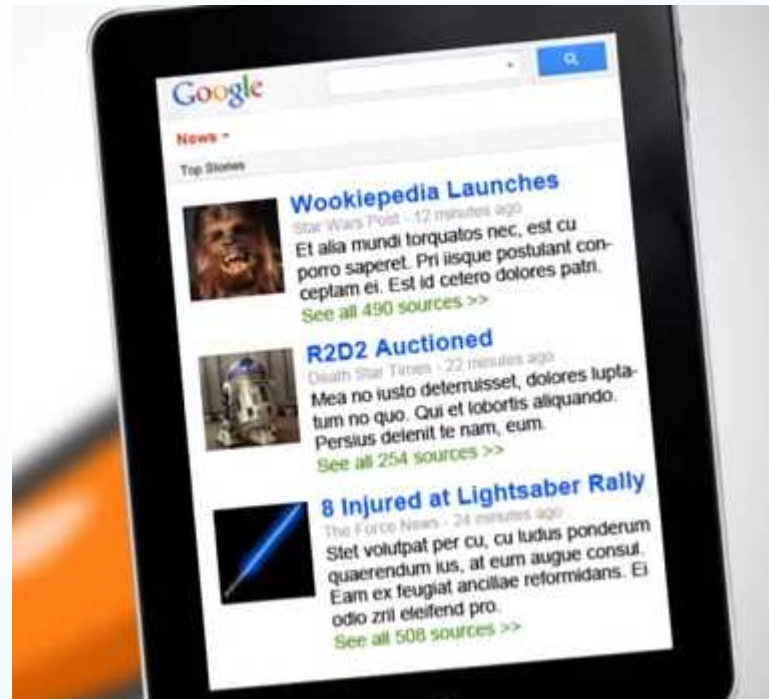 Google
News
Top Stories
Wookiepedia Launches
Star Wars Post - 12 minutes ago
Et alia mundi torquatos nec, est cu
porro saperet. Pri iisque postulant con-
ceptam ei. Est id cetero dolores patri.
See all 490 sources >>
R2D2 Auctioned
Death Star Times - 22 minutes ago
Mea no iusto deterruisset, dolores lupta-
tum no quo. Qui et lobortis aliquando.
Persius delenit te nam, eum.
See all 254 sources >>
8 Injured at Lightsaber Rally
The Force News - 24 minutes ago
Stet volutpat per cu, cu ludus ponderum
quaerendum ius, at eum augue consul.
Eam ex feugiat ancillae reformidans. Ei
odio zril eleifend pro.
See all 508 sources >>